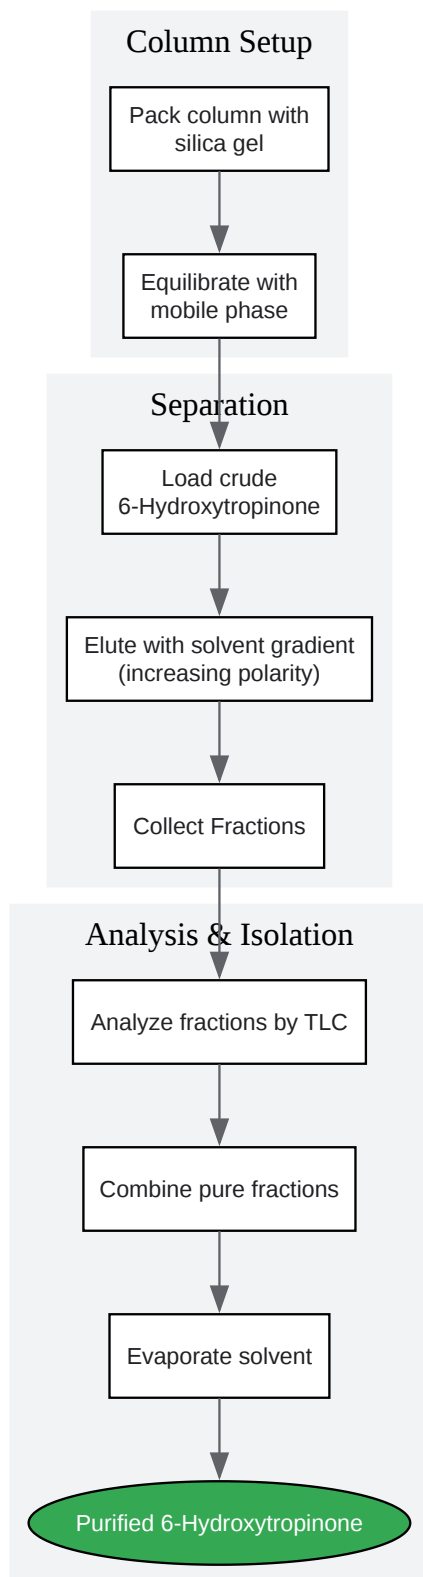 Column Setup
Pack column with
silica gel
Equilibrate with
mobile phase
Separation
Load crude
6-Hydroxytropinone
Elute with solvent gradient
(increasing polarity)
Collect Fractions
Analysis & Isolation
Analyze fractions by TLC
Combine pure fractions
Evaporate solvent
Purified 6-Hydroxytropinone